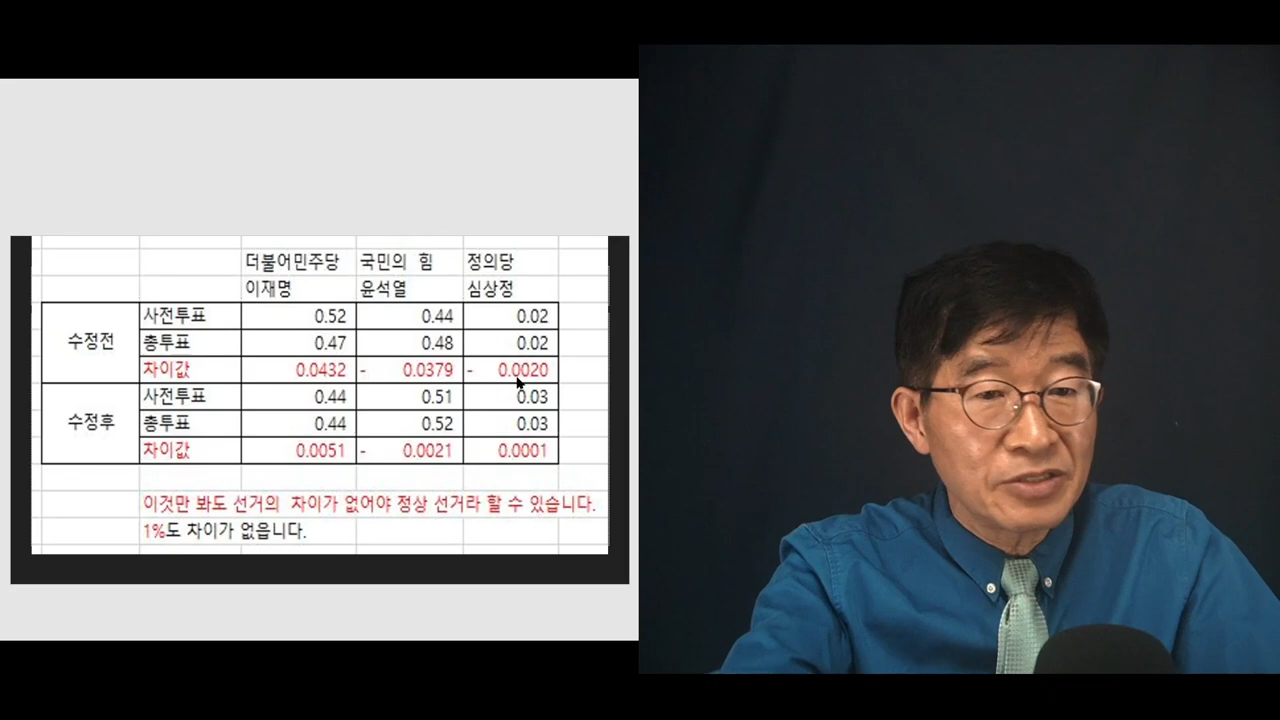 더불어민주당 국민의 힘 정의당
이재명 윤석열 심상정
수정전
사전투표 0.52 0.44 0.02
총투표 0.47 0.48 0.02
차이값 0.0432 - 0.0379 - 0.0020
수정후
사전투표 0.44 0.51 0.03
총투표 0.44 0.52 0.03
차이값 0.0051 - 0.0021 0.0001
이것만 봐도 선거의 차이가 없어야 정상 선거라 할 수 있습니다.
1%도 차이가 없읍니다.